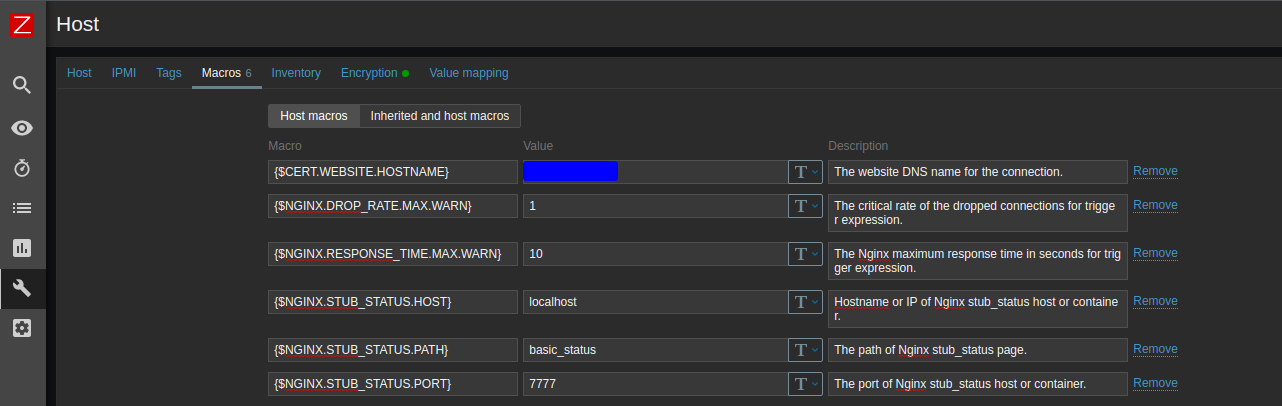 Z
Host
Host IPMI Tags Macros 6 Inventory Encryption Value mapping
Host macros Inherited and host macros
Macro Value Description
{$CERT.WEBSITE.HOSTNAME} T The website DNS name for the connection. Remove
{$NGINX.DROP_RATE.MAX.WARN} 1 T The critical rate of the dropped connections for trigge Remove
r expression.
{$NGINX.RESPONSE_TIME.MAX.WARN} 10 T The Nginx maximum response time in seconds for trig Remove
ger expression.
{$NGINX.STUB_STATUS.HOST} localhost T Hostname or IP of Nginx stub_status host or containe Remove
r.
{$NGINX.STUB_STATUS.PATH} basic_status T The path of Nginx stub_status page. Remove
{$NGINX.STUB_STATUS.PORT} 7777 T The port of Nginx stub_status host or container. Remove